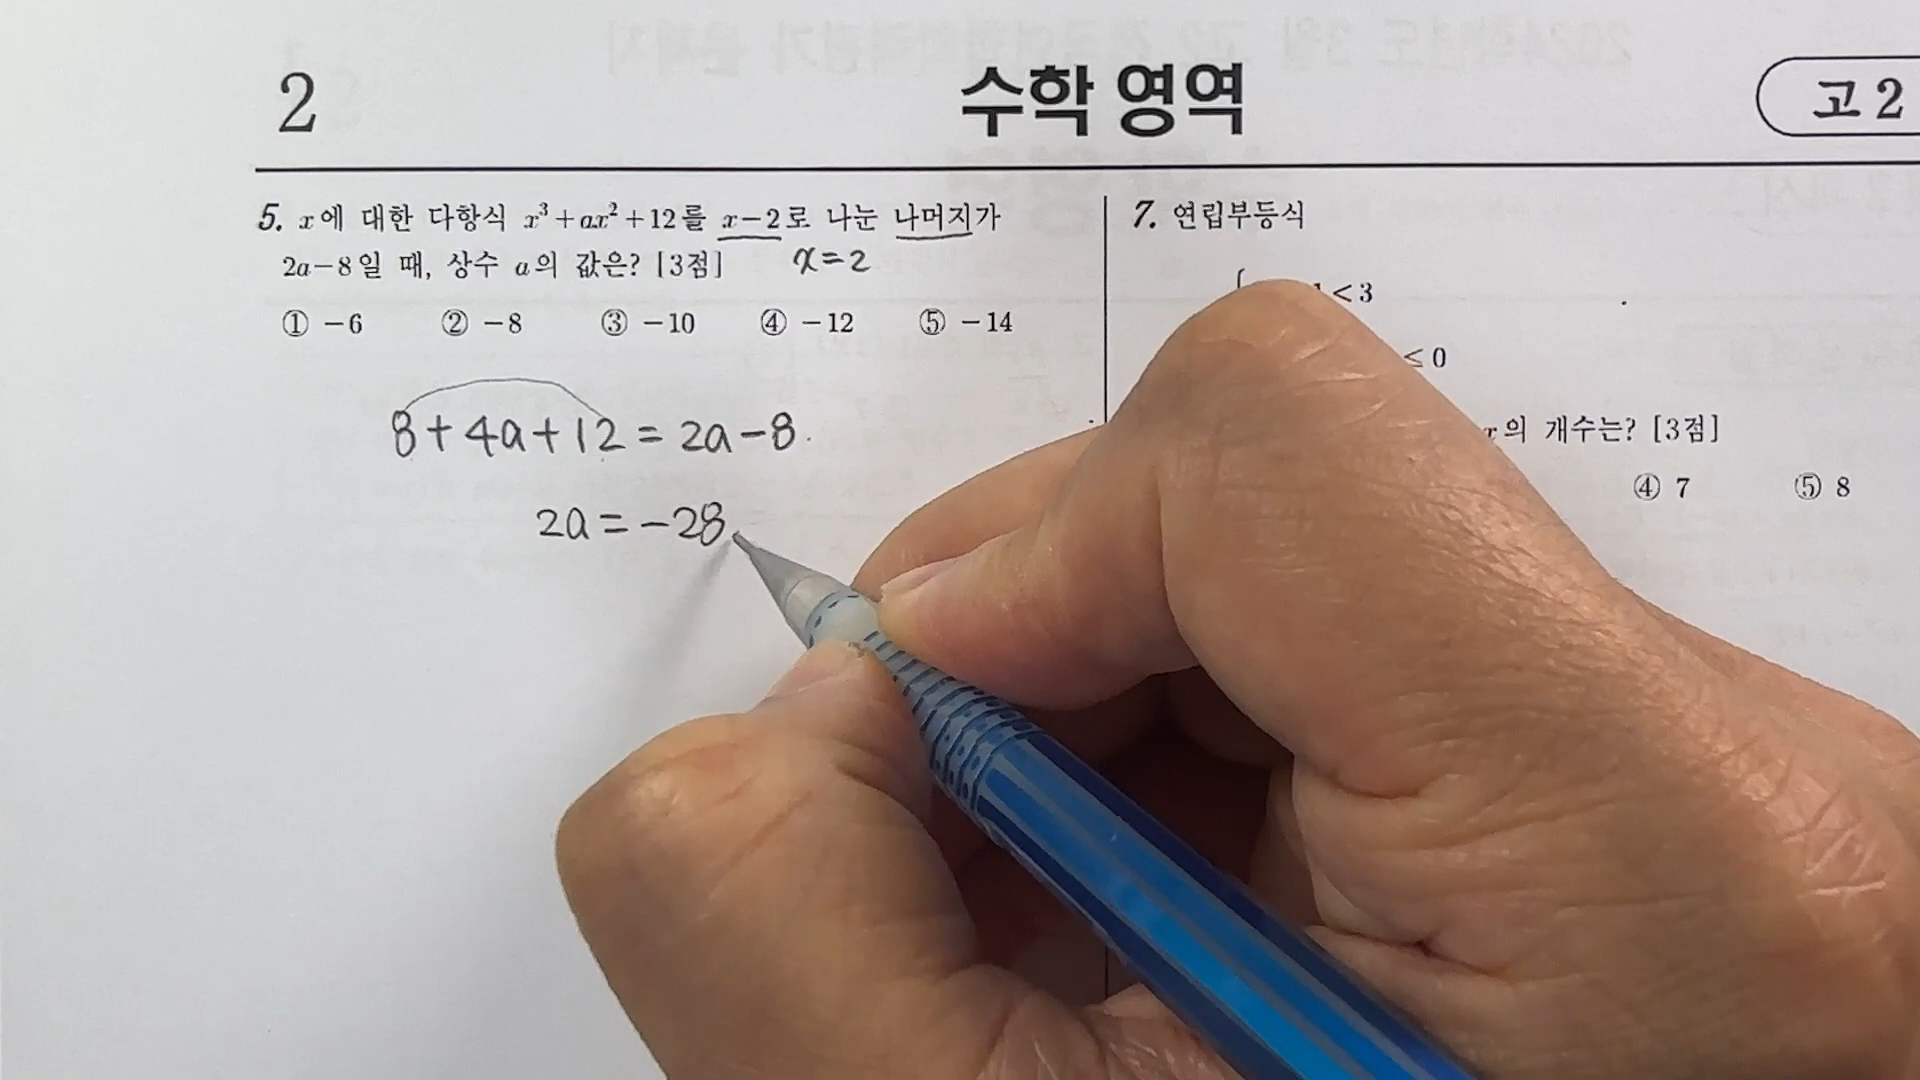 2
수학 영역
고 2
5. x에 대한 다항식 x³+ax²+12를 x-2로 나눈 나머지가
2a-8일 때, 상수 a의 값은? [3점]
x=2
① -6 ② -8 ③ -10 ④ -12 ⑤ -14
8+4a+12=2a-8
2a=-28
7. 연립부등식
<3
≤0
x의 개수는? [3점]
④ 7 ⑤ 8